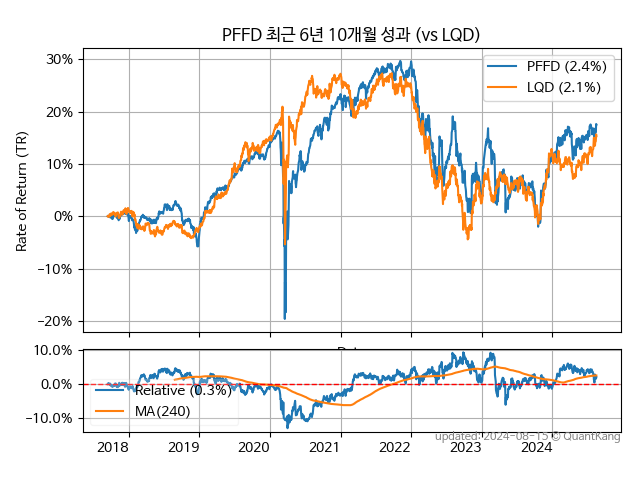 PFFD 최근 6년 10개월 성과 (vs LQD)
30%
20%
10%
0%
−10%
−20%
Rate of Return (TR)
PFFD (2.4%)
LQD (2.1%)
10.0%
0.0%
−10.0%
Relative (0.3%)
MA(240)
2018 2019 2020 2021 2022 2023 2024
updated: 2024-08-15 © QuantKang